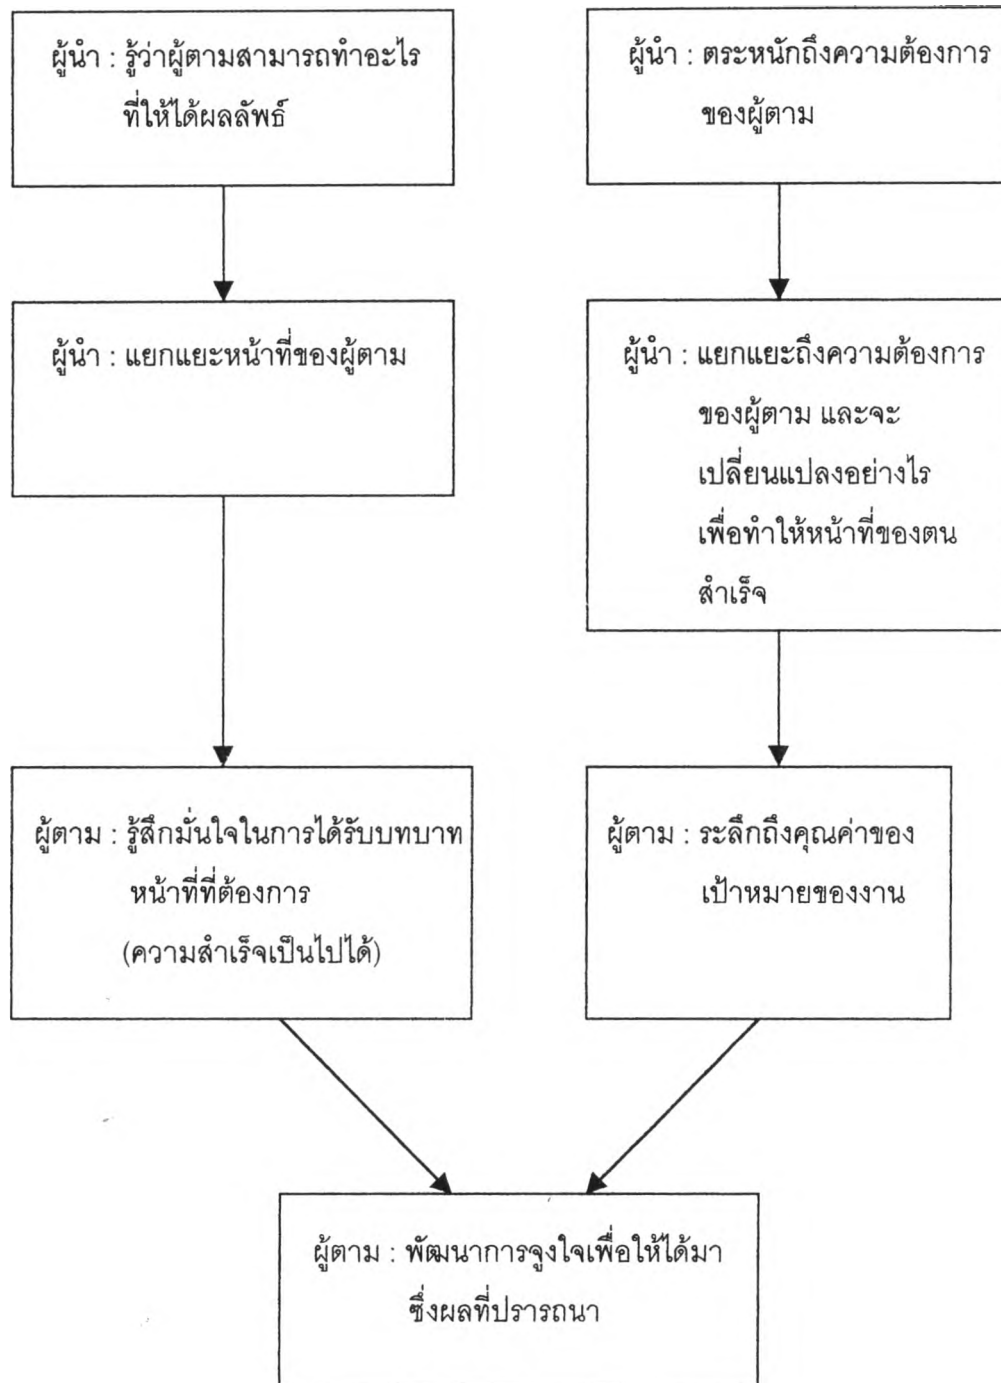 ผู้นำ : รู้ว่าผู้ตามสามารถทำอะไร
ที่ให้ได้ผลลัพธ์
ผู้นำ : ตระหนักถึงความต้องการ
ของผู้ตาม
ผู้นำ : แยกแยะหน้าที่ของผู้ตาม
ผู้นำ : แยกแยะถึงความต้องการ
ของผู้ตาม และจะ
เปลี่ยนแปลงอย่างไร
เพื่อทำให้หน้าที่ของตน
สำเร็จ
ผู้ตาม : รู้สึกมั่นใจในการได้รับบทบาท
หน้าที่ที่ต้องการ
(ความสำเร็จเป็นไปได้)
ผู้ตาม : ระลึกถึงคุณค่าของ
เป้าหมายของงาน
ผู้ตาม : พัฒนาการจูงใจเพื่อให้ได้มา
ซึ่งผลที่ปรารถนา